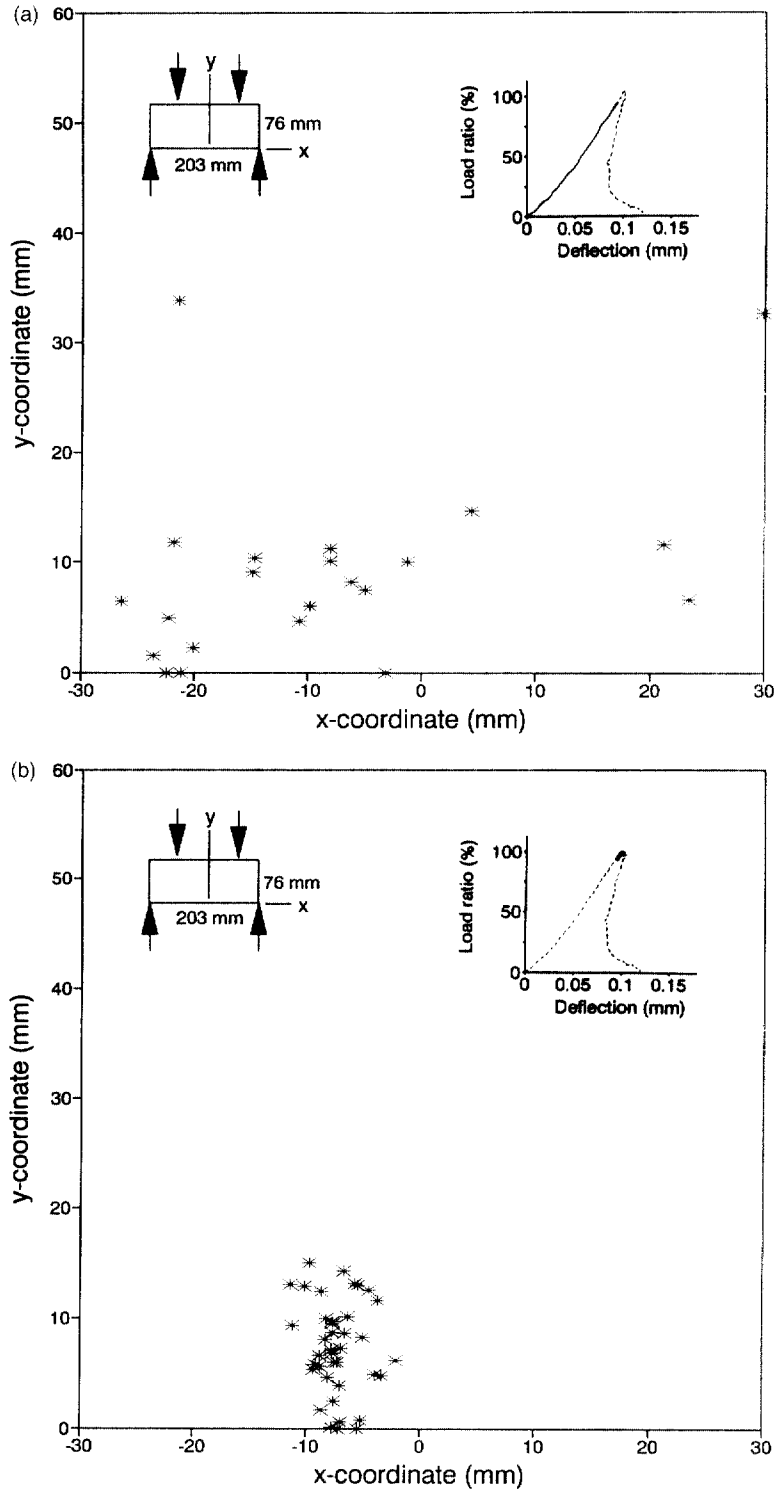 (a)
60
50
40
30
20
10
0
y-coordinate (mm)
-30 -20 -10 0 10 20 30
x-coordinate (mm)
y
76 mm
203 mm
x
Load ratio (%)
100
50
0
0 0.05 0.1 0.15
Deflection (mm)
(b)
60
50
40
30
20
10
0
y-coordinate (mm)
-30 -20 -10 0 10 20 30
x-coordinate (mm)
y
76 mm
203 mm
x
Load ratio (%)
100
50
0
0 0.05 0.1 0.15
Deflection (mm)